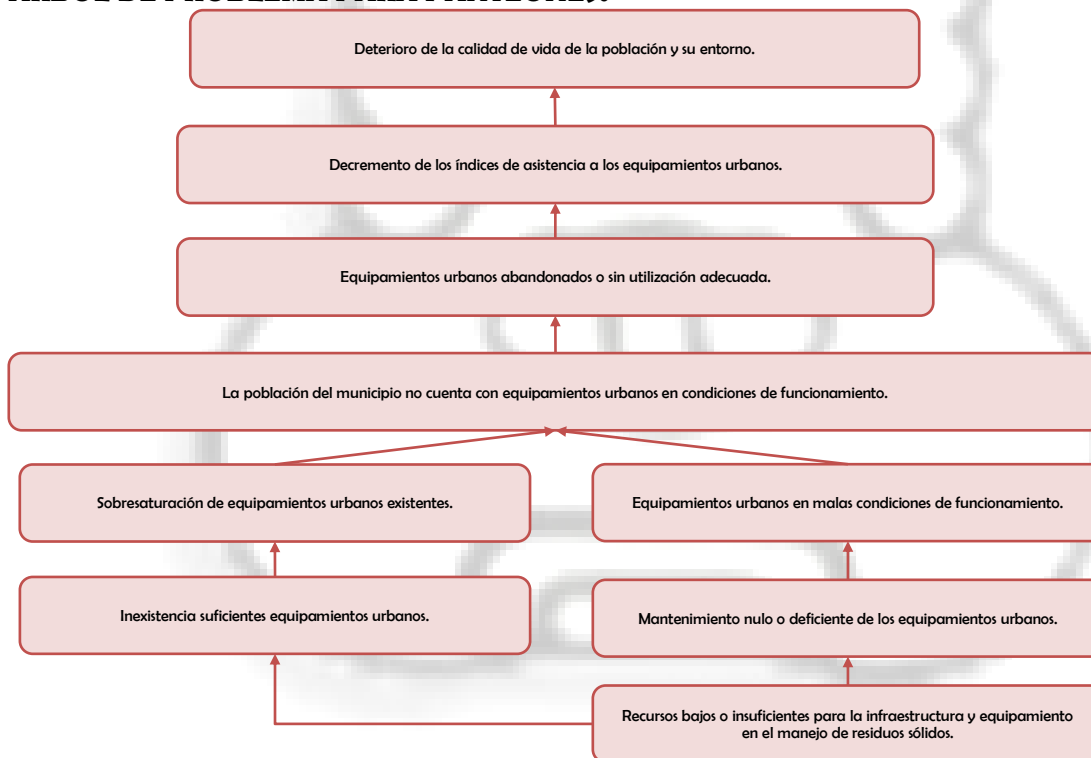 Deterioro de la calidad de vida de la población y su entorno.
Decremento de los índices de asistencia a los equipamientos urbanos.
Equipamientos urbanos abandonados o sin utilización adecuada.
La población del municipio no cuenta con equipamientos urbanos en condiciones de funcionamiento.
Sobresaturación de equipamientos urbanos existentes.
Equipamientos urbanos en malas condiciones de funcionamiento.
Inexistencia suficientes equipamientos urbanos.
Mantenimiento nulo o deficiente de los equipamientos urbanos.
Recursos bajos o insuficientes para la infraestructura y equipamiento
en el manejo de residuos sólidos.